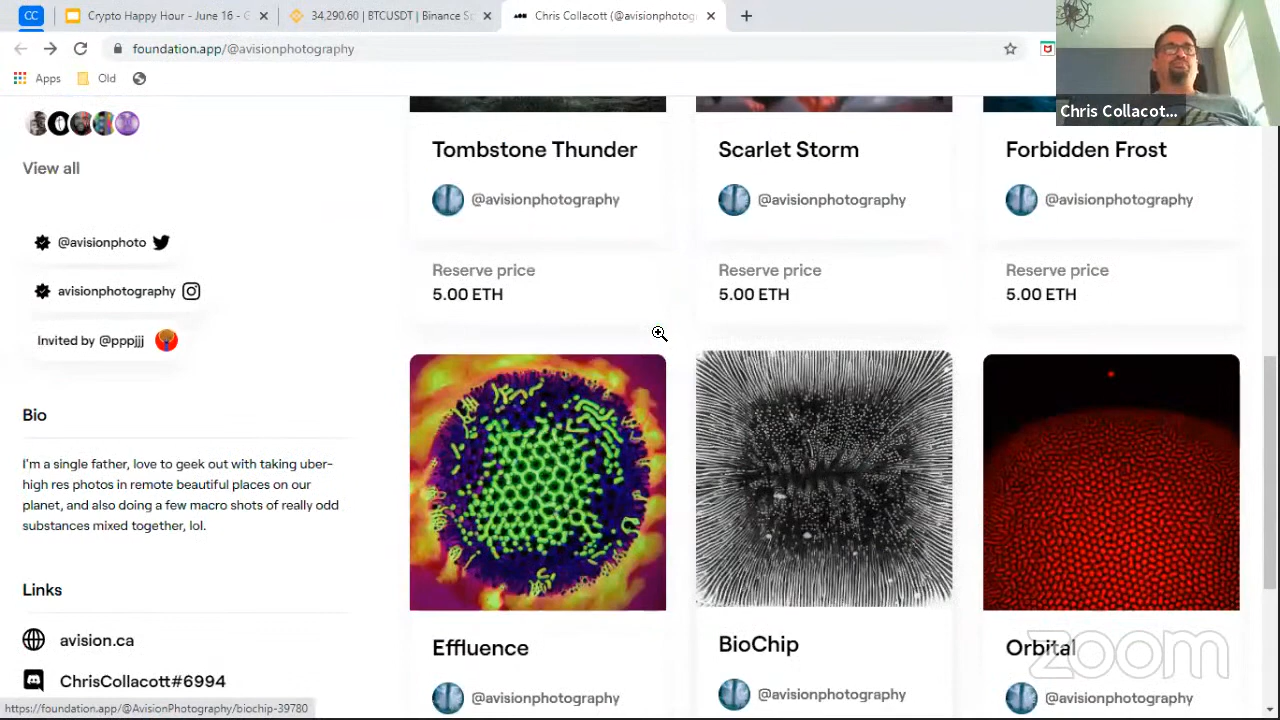 CC
Crypto Happy Hour - June 16 - G
34,290.60 | BTCUSDT | Binance Sp
Chris Collacott (@avisionphotog
foundation.app/@avisionphotography
Apps
Old
Chris Collacot...
View all
@avisionphoto
avisionphotography
Invited by @pppjjj
Bio
I'm a single father, love to geek out with taking uber-
high res photos in remote beautiful places on our
planet, and also doing a few macro shots of really odd
substances mixed together, lol.
Links
avision.ca
ChrisCollacott#6994
https://foundation.app/@AvisionPhotography/biochip-39780
Tombstone Thunder
@avisionphotography
Reserve price
5.00 ETH
Scarlet Storm
@avisionphotography
Reserve price
5.00 ETH
Forbidden Frost
@avisionphotography
Reserve price
5.00 ETH
Effluence
@avisionphotography
BioChip
@avisionphotography
Orbital
@avisionphotography
zoom